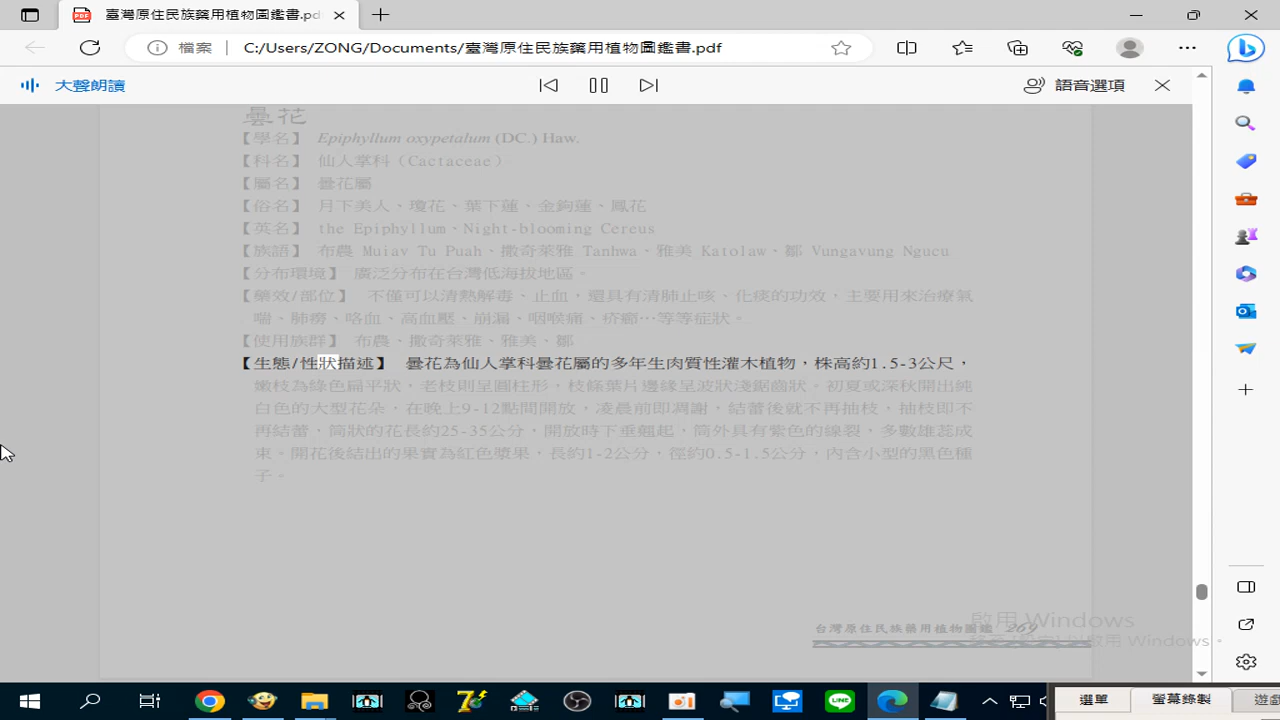 臺灣原住民族藥用植物圖鑑書.pd
檔案
C:/Users/ZONG/Documents/臺灣原住民族藥用植物圖鑑書.pdf
大聲朗讀
語音選項
曇花
【學名】 Epiphyllum oxypetalum (DC.) Haw.
【科名】 仙人掌科（Cactaceae）
【屬名】 曇花屬
【俗名】 月下美人、瓊花、葉下蓮、金鉤蓮、鳳花
【英名】 the Epiphyllum、Night-blooming Cereus
【族語】 布農 Muiav Tu Puah、撒奇萊雅 Tanhwa、雅美 Katolaw、鄒 Vungavung Ngucu
【分布環境】 廣泛分布在台灣低海拔地區。
【藥效/部位】 不僅可以清熱解毒、止血，還具有清肺止咳、化痰的功效，主要用來治療氣
喘、肺癆、咯血、高血壓、崩漏、咽喉痛、疥癤…等等症狀。
【使用族群】 布農、撒奇萊雅、雅美、鄒
【生態/性狀描述】 曇花為仙人掌科曇花屬的多年生肉質性灌木植物，株高約1.5-3公尺，
嫩枝為綠色扁平狀，老枝則呈圓柱形，枝條葉片邊緣呈波狀淺鋸齒狀。初夏或深秋開出純
白色的大型花朵，在晚上9-12點間開放，凌晨前即凋謝，結蕾後就不再抽枝，抽枝即不
再結蕾，筒狀的花長約25-35公分，開放時下垂翹起，筒外具有紫色的線裂，多數雄蕊成
束。開花後結出的果實為紅色漿果，長約1-2公分，徑約0.5-1.5公分，內含小型的黑色種
子。
啟用 Windows
台灣原住民族藥用植物圖鑑 269
啟用 Windows。
選單
螢幕錄製